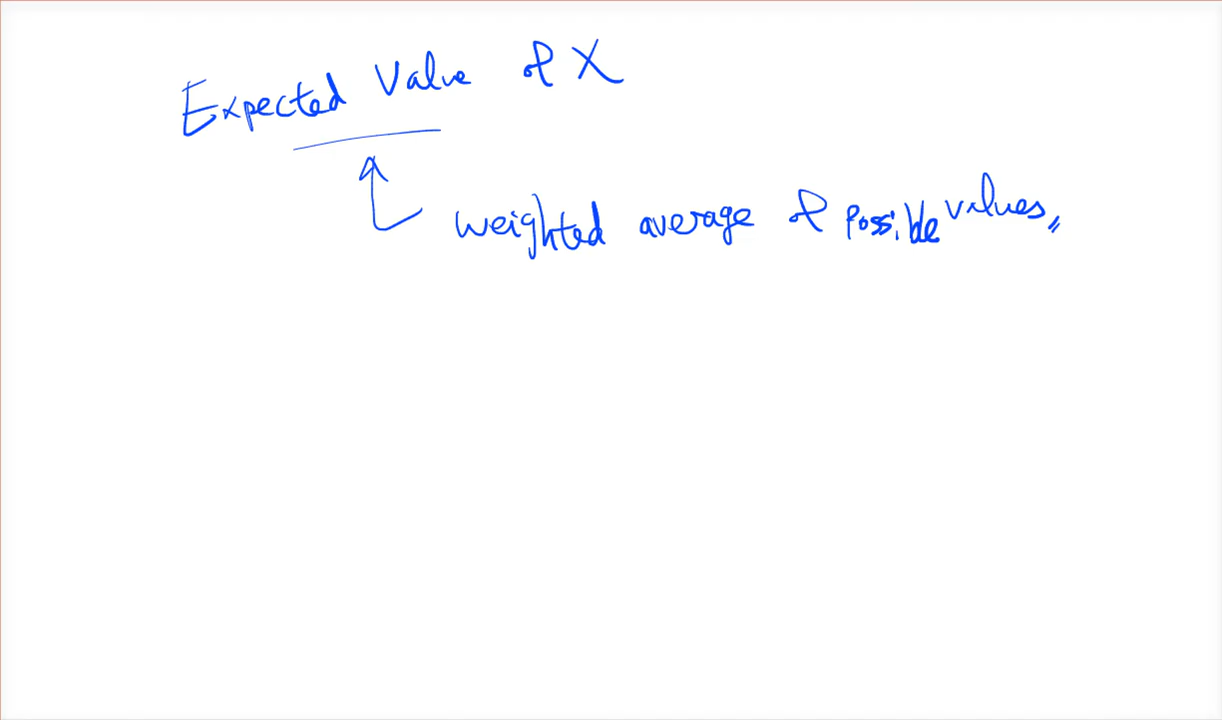 Expected Value of X
weighted average of possible values,,